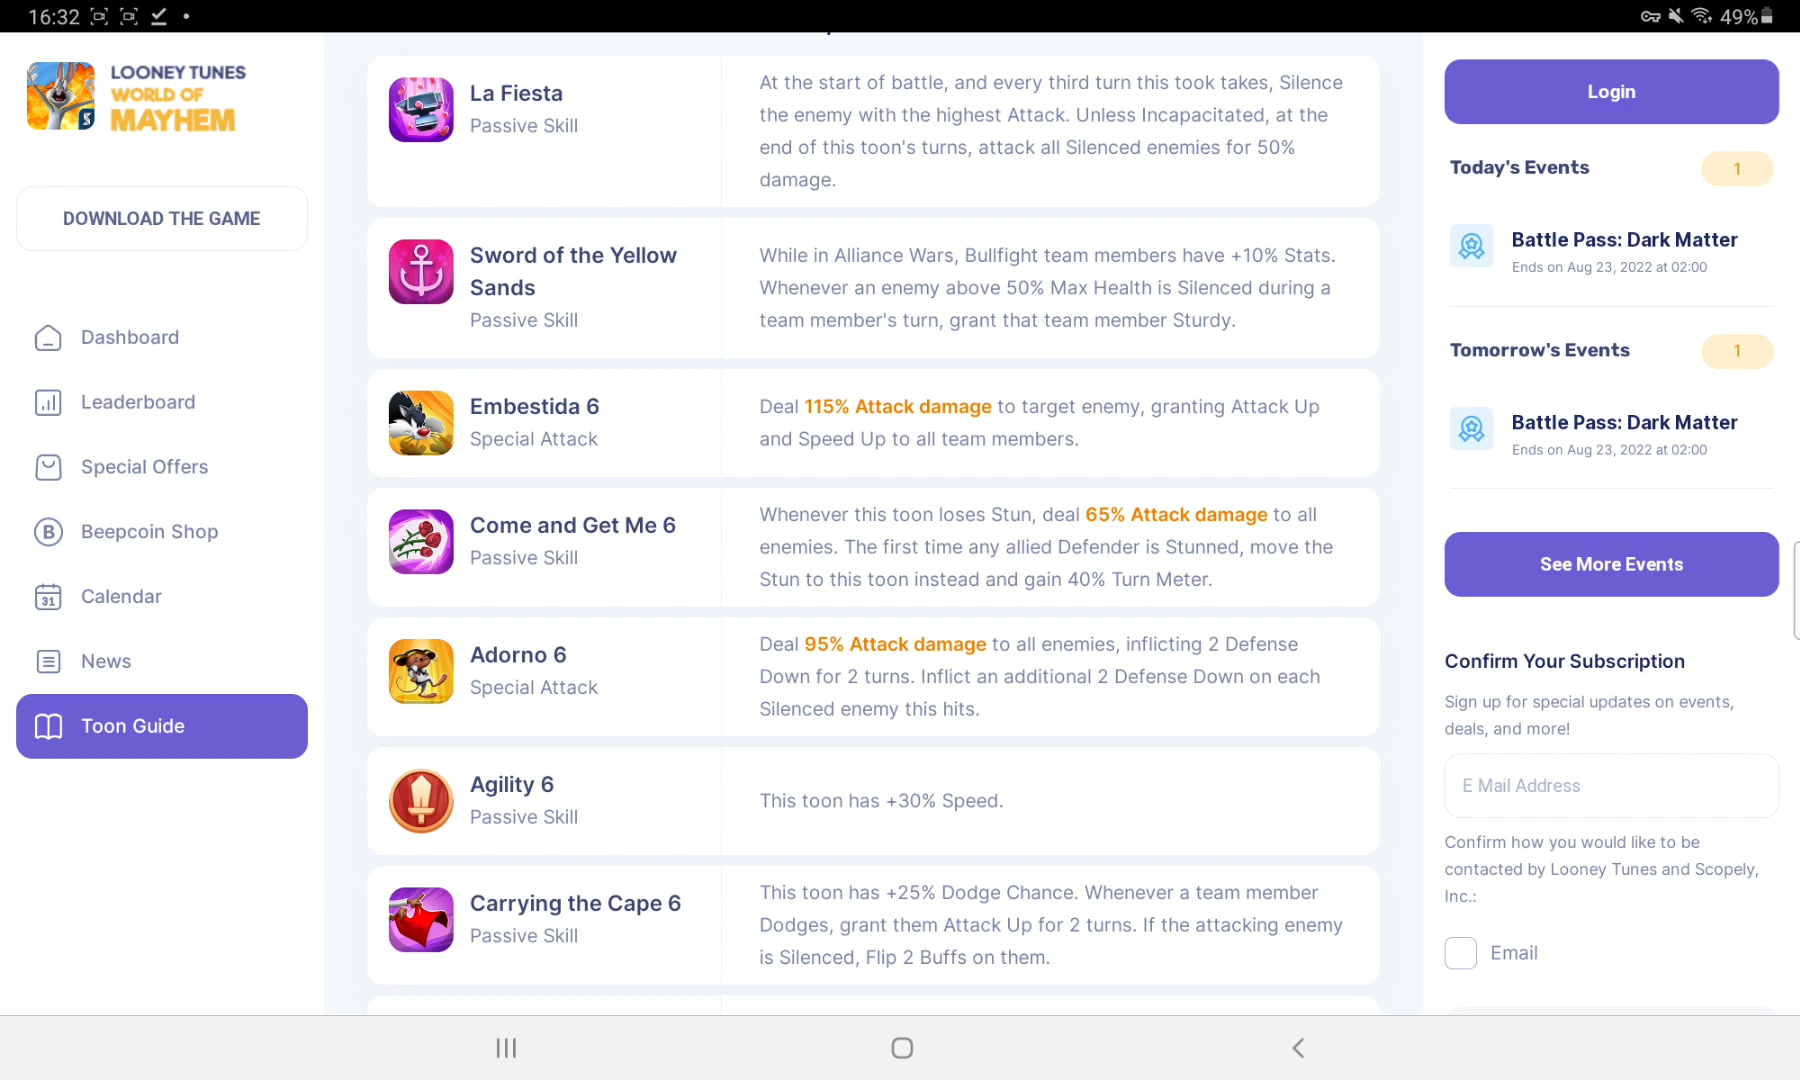 16:32
49%
LOONEY TUNES
WORLD OF
MAYHEM
DOWNLOAD THE GAME
Dashboard
Leaderboard
Special Offers
Beepcoin Shop
31
Calendar
News
Toon Guide
La Fiesta
Passive Skill
At the start of battle, and every third turn this took takes, Silence
the enemy with the highest Attack. Unless Incapacitated, at the
end of this toon's turns, attack all Silenced enemies for 50%
damage.
Sword of the Yellow
Sands
Passive Skill
While in Alliance Wars, Bullfight team members have +10% Stats.
Whenever an enemy above 50% Max Health is Silenced during a
team member's turn, grant that team member Sturdy.
Embestida 6
Special Attack
Deal 115% Attack damage to target enemy, granting Attack Up
and Speed Up to all team members.
Come and Get Me 6
Passive Skill
Whenever this toon loses Stun, deal 65% Attack damage to all
enemies. The first time any allied Defender is Stunned, move the
Stun to this toon instead and gain 40% Turn Meter.
Adorno 6
Special Attack
Deal 95% Attack damage to all enemies, inflicting 2 Defense
Down for 2 turns. Inflict an additional 2 Defense Down on each
Silenced enemy this hits.
Agility 6
Passive Skill
This toon has +30% Speed.
Carrying the Cape 6
Passive Skill
This toon has +25% Dodge Chance. Whenever a team member
Dodges, grant them Attack Up for 2 turns. If the attacking enemy
is Silenced, Flip 2 Buffs on them.
Login
Today's Events
1
Battle Pass: Dark Matter
Ends on Aug 23, 2022 at 02:00
Tomorrow's Events
1
Battle Pass: Dark Matter
Ends on Aug 23, 2022 at 02:00
See More Events
Confirm Your Subscription
Sign up for special updates on events,
deals, and more!
E Mail Address
Confirm how you would like to be
contacted by Looney Tunes and Scopely,
Inc.:
Email